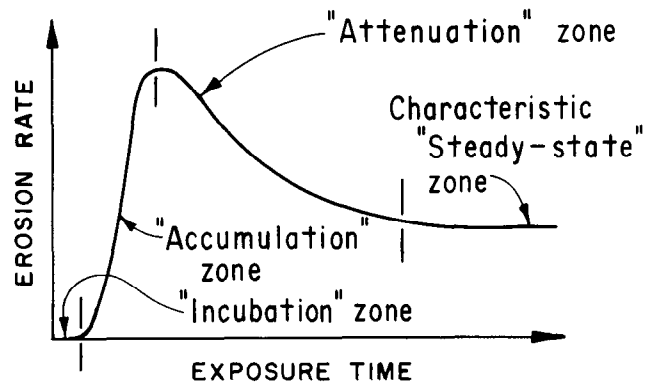 "Attenuation" zone
Characteristic
"Steady-state"
zone
"Accumulation"
zone
"Incubation" zone
EROSION RATE
EXPOSURE TIME